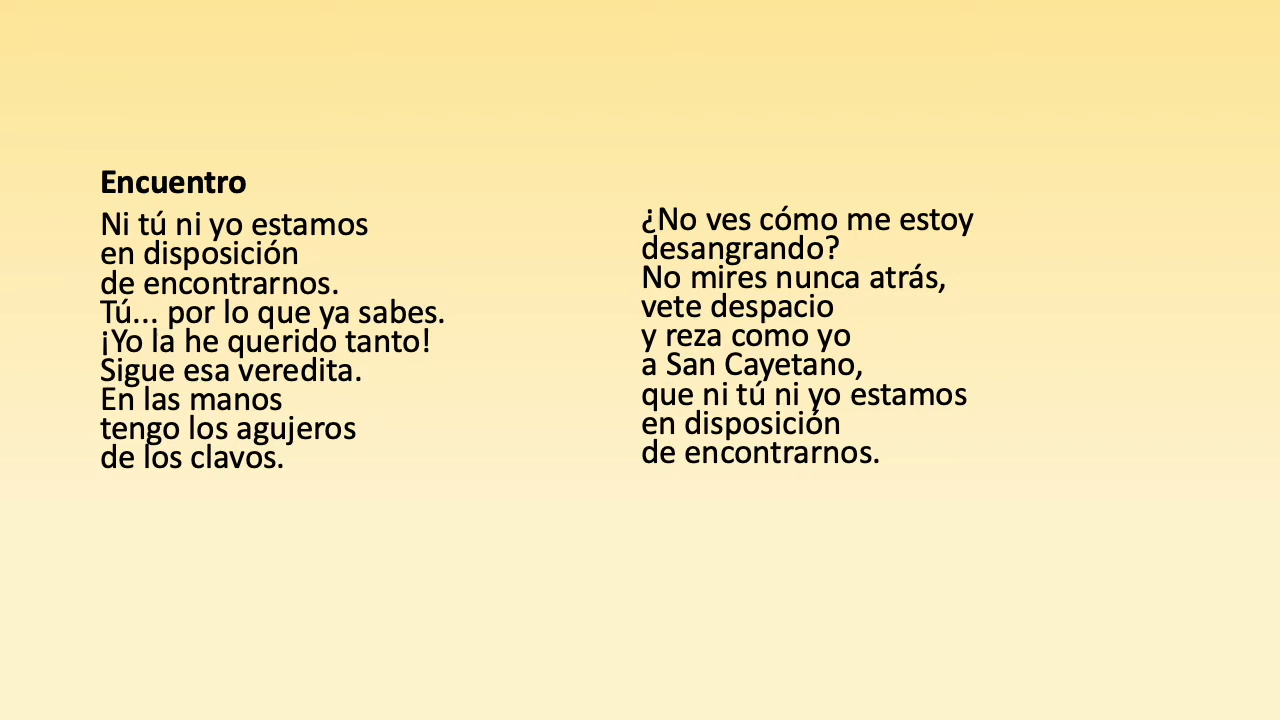 Encuentro
Ni tú ni yo estamos
en disposición
de encontrarnos.
Tú... por lo que ya sabes.
¡Yo la he querido tanto!
Sigue esa veredita.
En las manos
tengo los agujeros
de los clavos.
¿No ves cómo me estoy
desangrando?
No mires nunca atrás,
vete despacio
y reza como yo
a San Cayetano,
que ni tú ni yo estamos
en disposición
de encontrarnos.